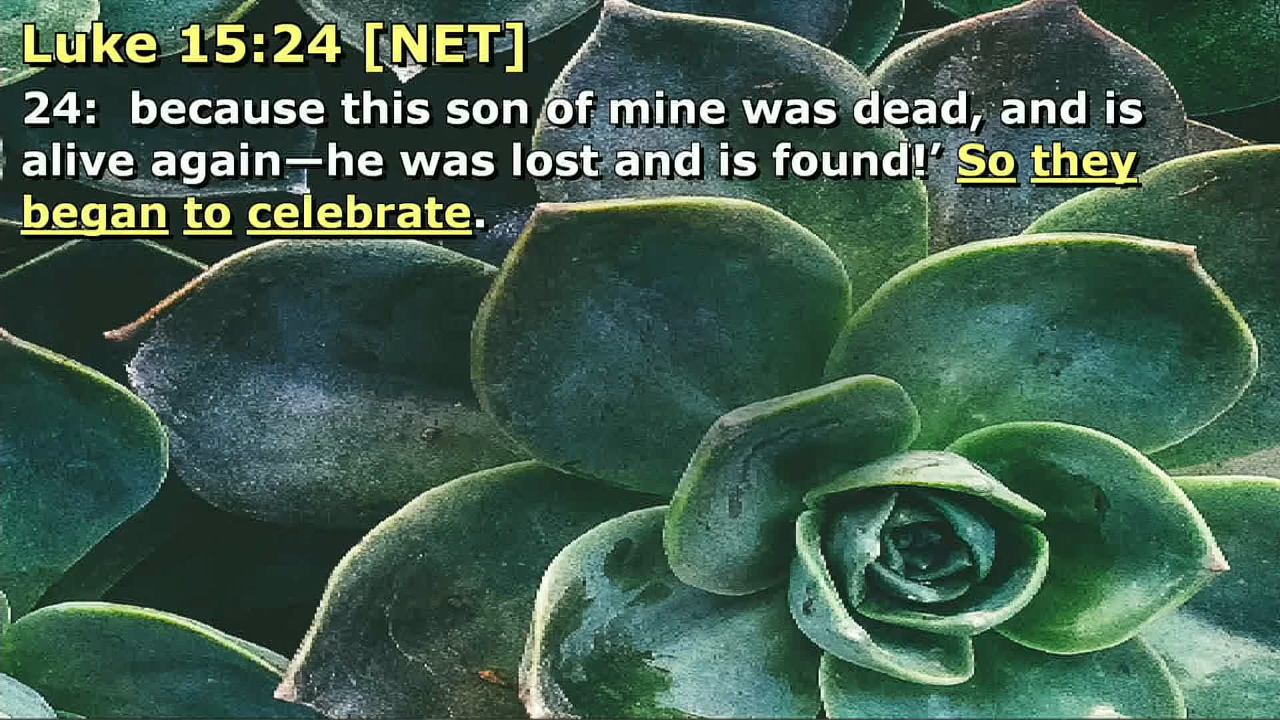 Luke 15:24 [NET]
24:  because this son of mine was dead, and is
alive again—he was lost and is found!’ So they
began to celebrate.